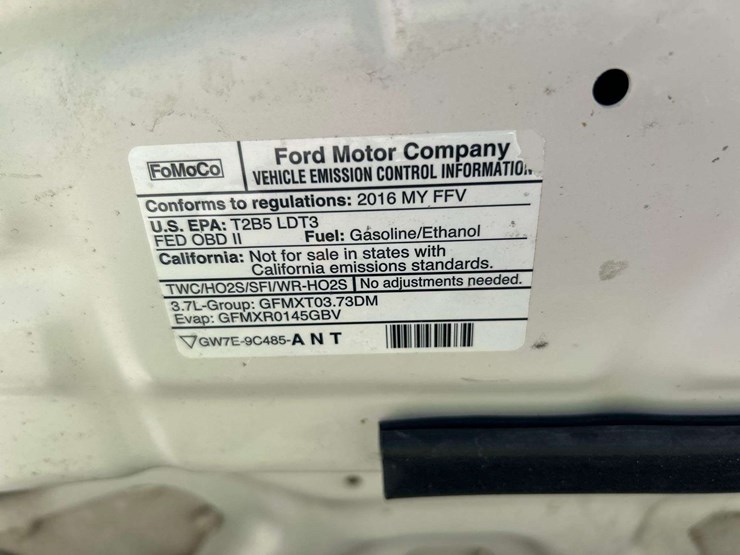 FoMoCo
Ford Motor Company
VEHICLE EMISSION CONTROL INFORMATION
Conforms to regulations: 2016 MY FFV
U.S. EPA: T2B5 LDT3
FED OBD II Fuel: Gasoline/Ethanol
California: Not for sale in states with
California emissions standards.
TWC/HO2S/SFI/WR-HO2S No adjustments needed.
3.7L-Group: GFMXT03.73DM
Evap: GFMXR0145GBV
GW7E-9C485-A N T